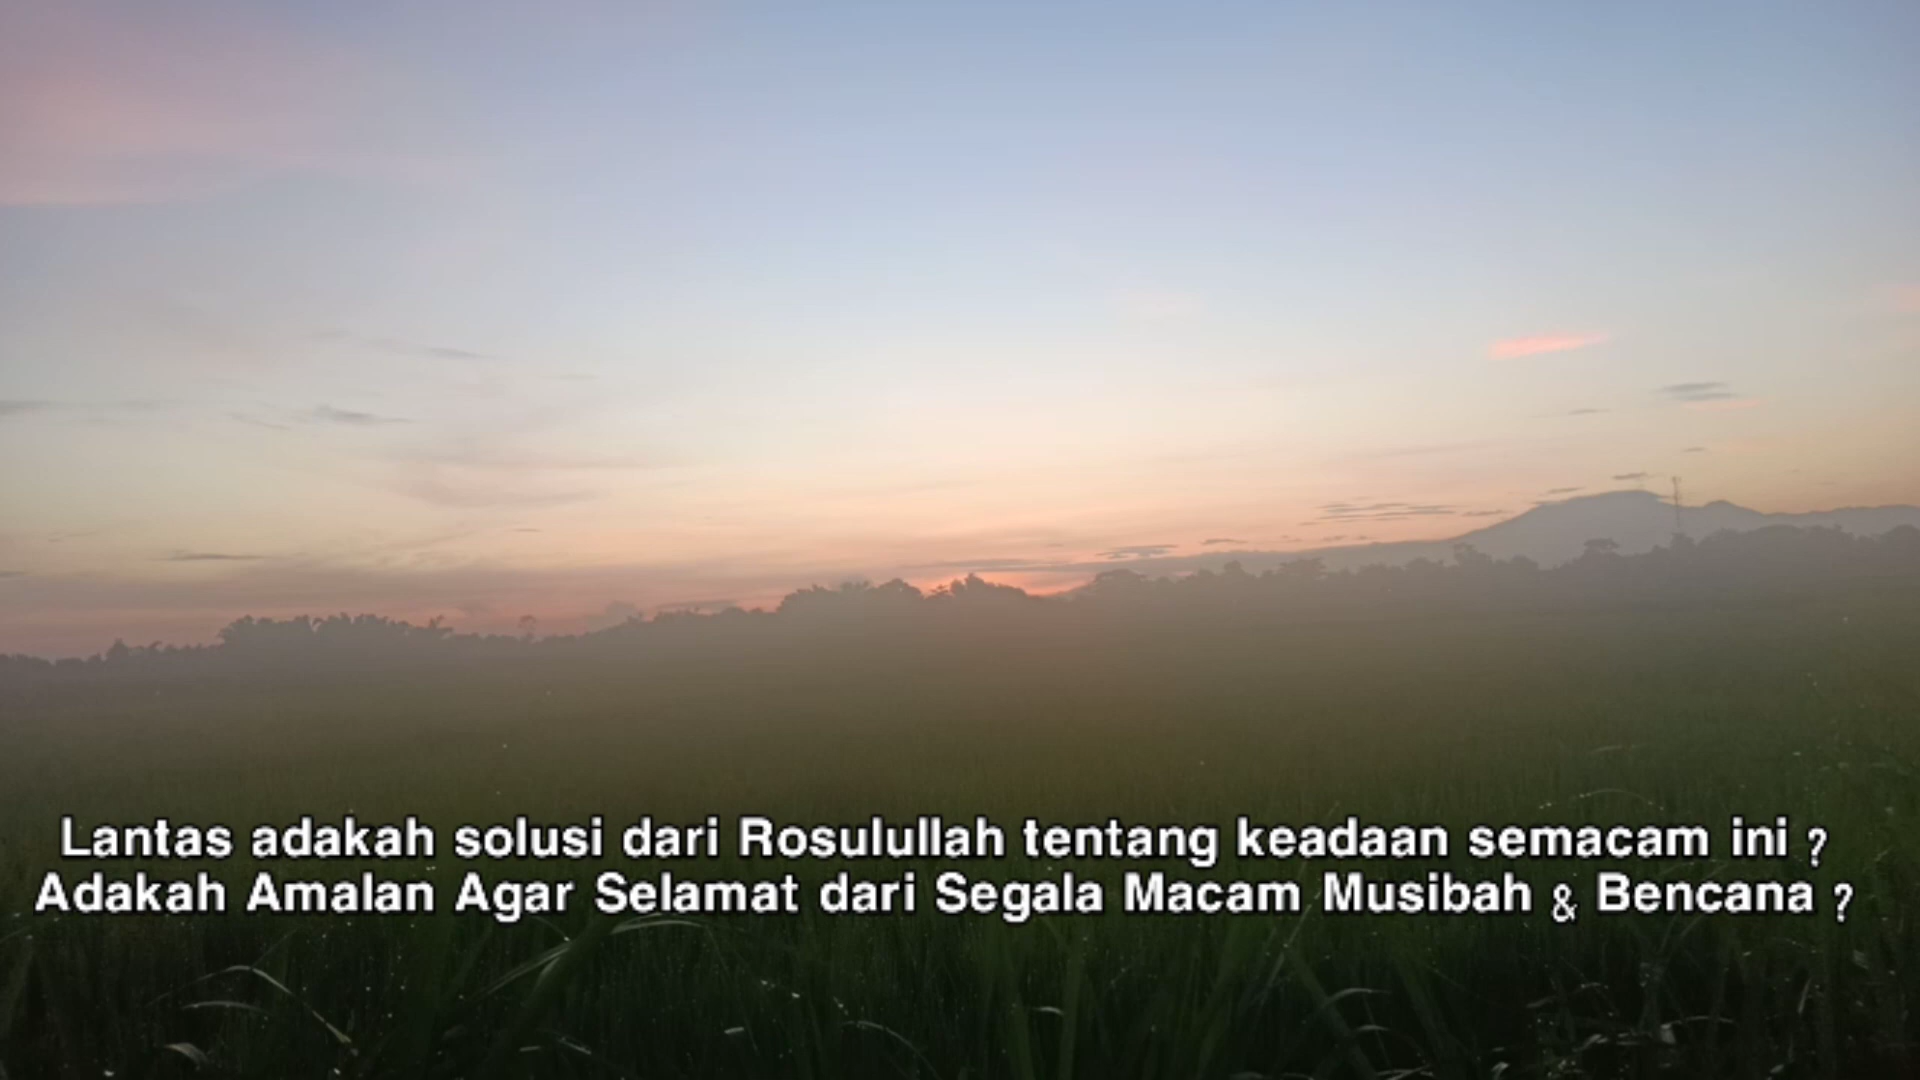 Lantas adakah solusi dari Rosulullah tentang keadaan semacam ini ?
Adakah Amalan Agar Selamat dari Segala Macam Musibah & Bencana ?